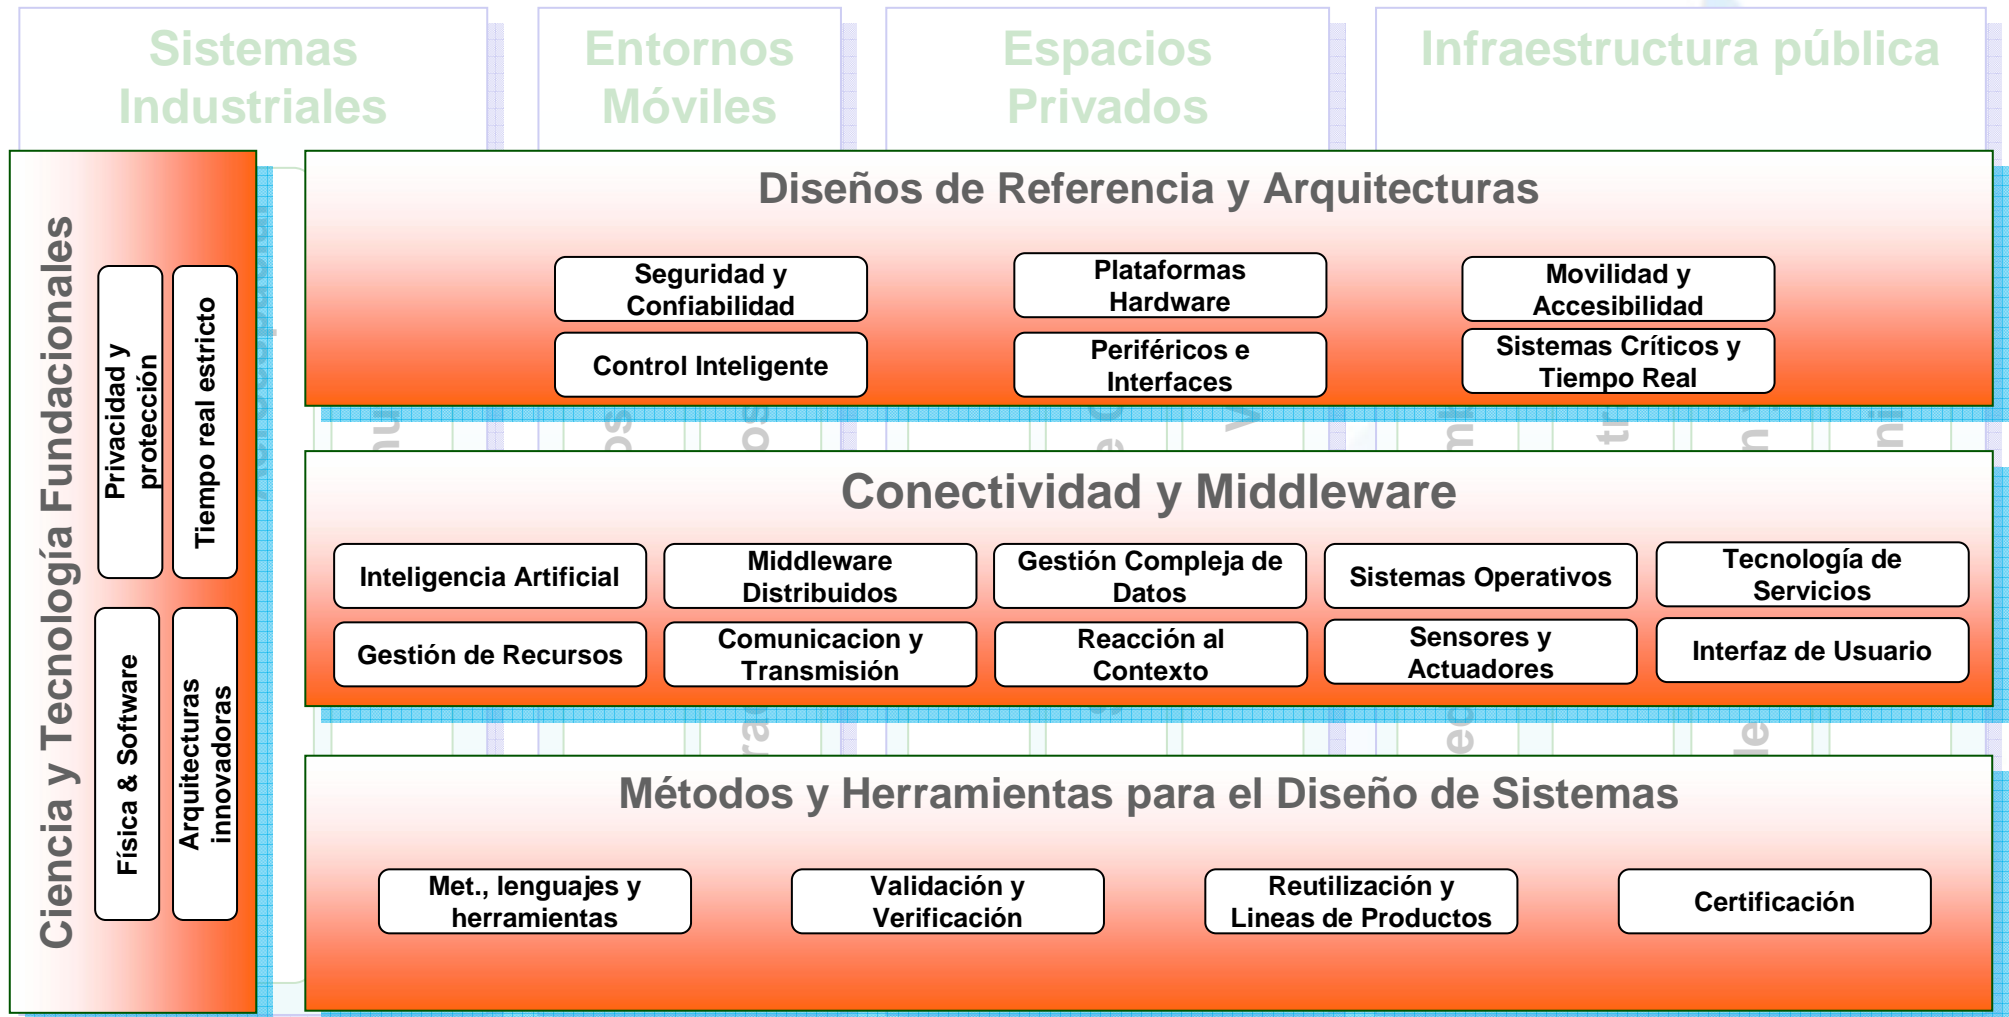 Sistemas
Industriales
Entornos
Móviles
Espacios
Privados
Infraestructura pública
Ciencia y Tecnología Fundacionales
Privacidad y
protección
Tiempo real estricto
Física & Software
Arquitecturas
innovadoras
Diseños de Referencia y Arquitecturas
Seguridad y
Confiabilidad
Plataformas
Hardware
Movilidad y
Accesibilidad
Control Inteligente
Periféricos e
Interfaces
Sistemas Críticos y
Tiempo Real
Conectividad y Middleware
Inteligencia Artificial
Middleware
Distribuidos
Gestión Compleja de
Datos
Sistemas Operativos
Tecnología de
Servicios
Gestión de Recursos
Comunicacion y
Transmisión
Reacción al
Contexto
Sensores y
Actuadores
Interfaz de Usuario
Métodos y Herramientas para el Diseño de Sistemas
Met., lenguajes y
herramientas
Validación y
Verificación
Reutilización y
Lineas de Productos
Certificación